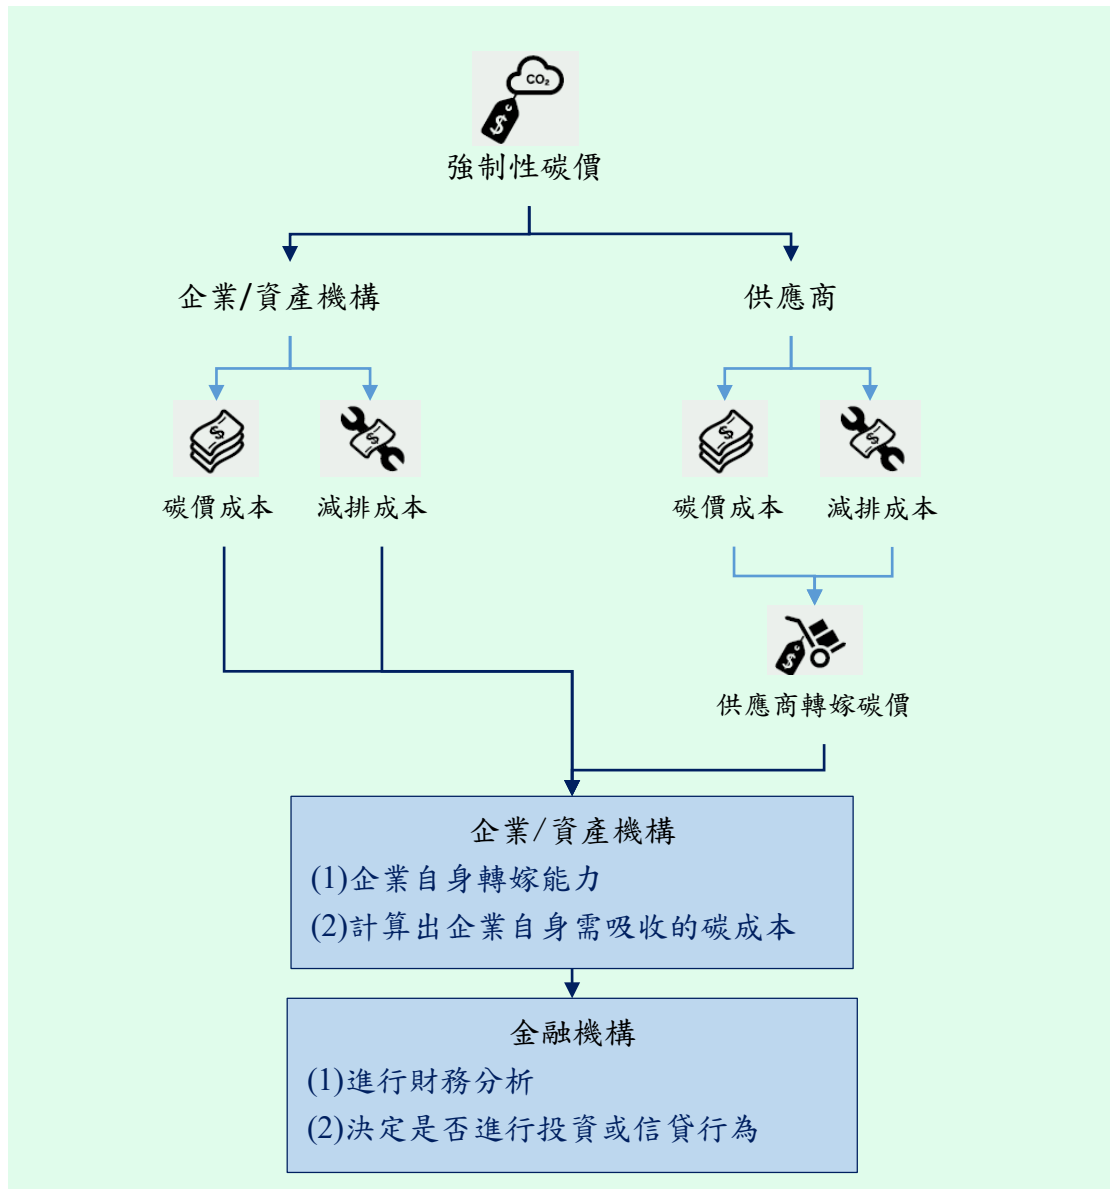 CO₂
$
強制性碳價
企業/資產機構
供應商
$
$
$
$
碳價成本
減排成本
碳價成本
減排成本
$
供應商轉嫁碳價
企業/資產機構
(1)企業自身轉嫁能力
(2)計算出企業自身需吸收的碳成本
金融機構
(1)進行財務分析
(2)決定是否進行投資或信貸行為